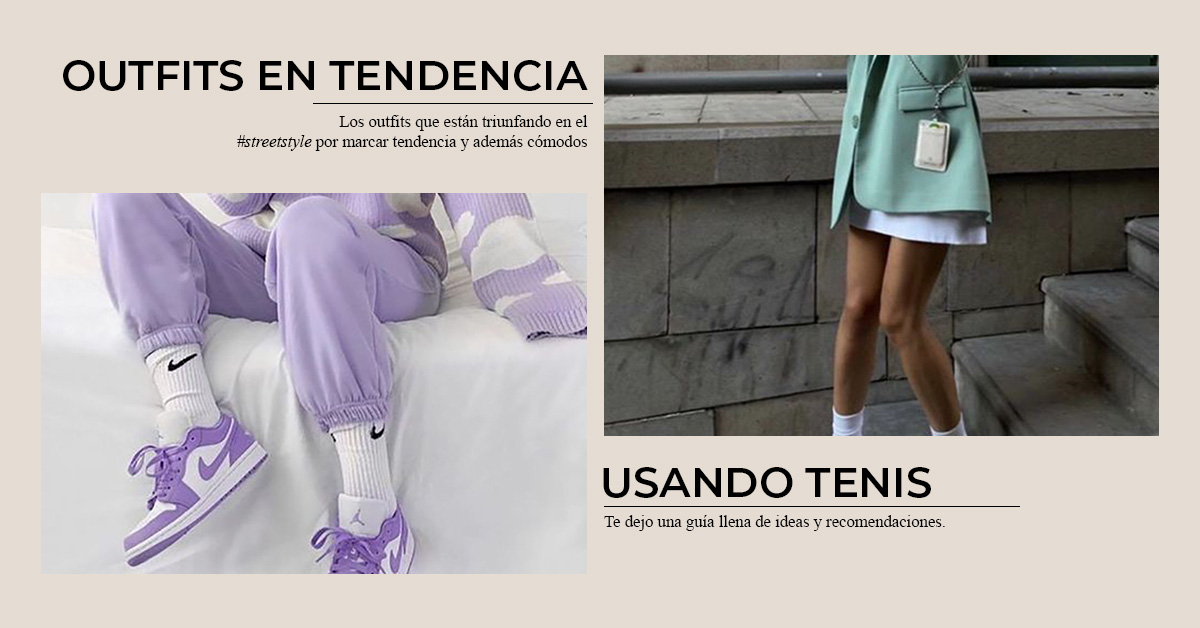 OUTFITS EN TENDENCIA
Los outfits que están triunfando en el
#streetstyle por marcar tendencia y además cómodos
USANDO TENIS
Te dejo una guía llena de ideas y recomendaciones.